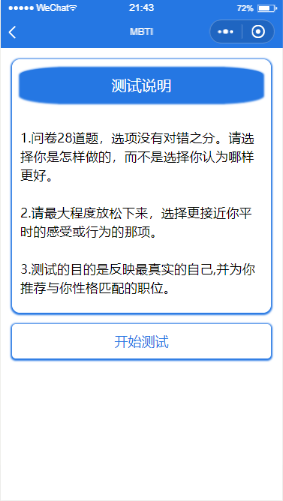 WeChat 21:43 72%
MBTI
测试说明
1.问卷28道题，选项没有对错之分。请选
择你是怎样做的，而不是选择你认为哪样
更好。
2.请最大程度放松下来，选择更接近你平
时的感受或行为的那项。
3.测试的目的是反映最真实的自己,并为你
推荐与你性格匹配的职位。
开始测试